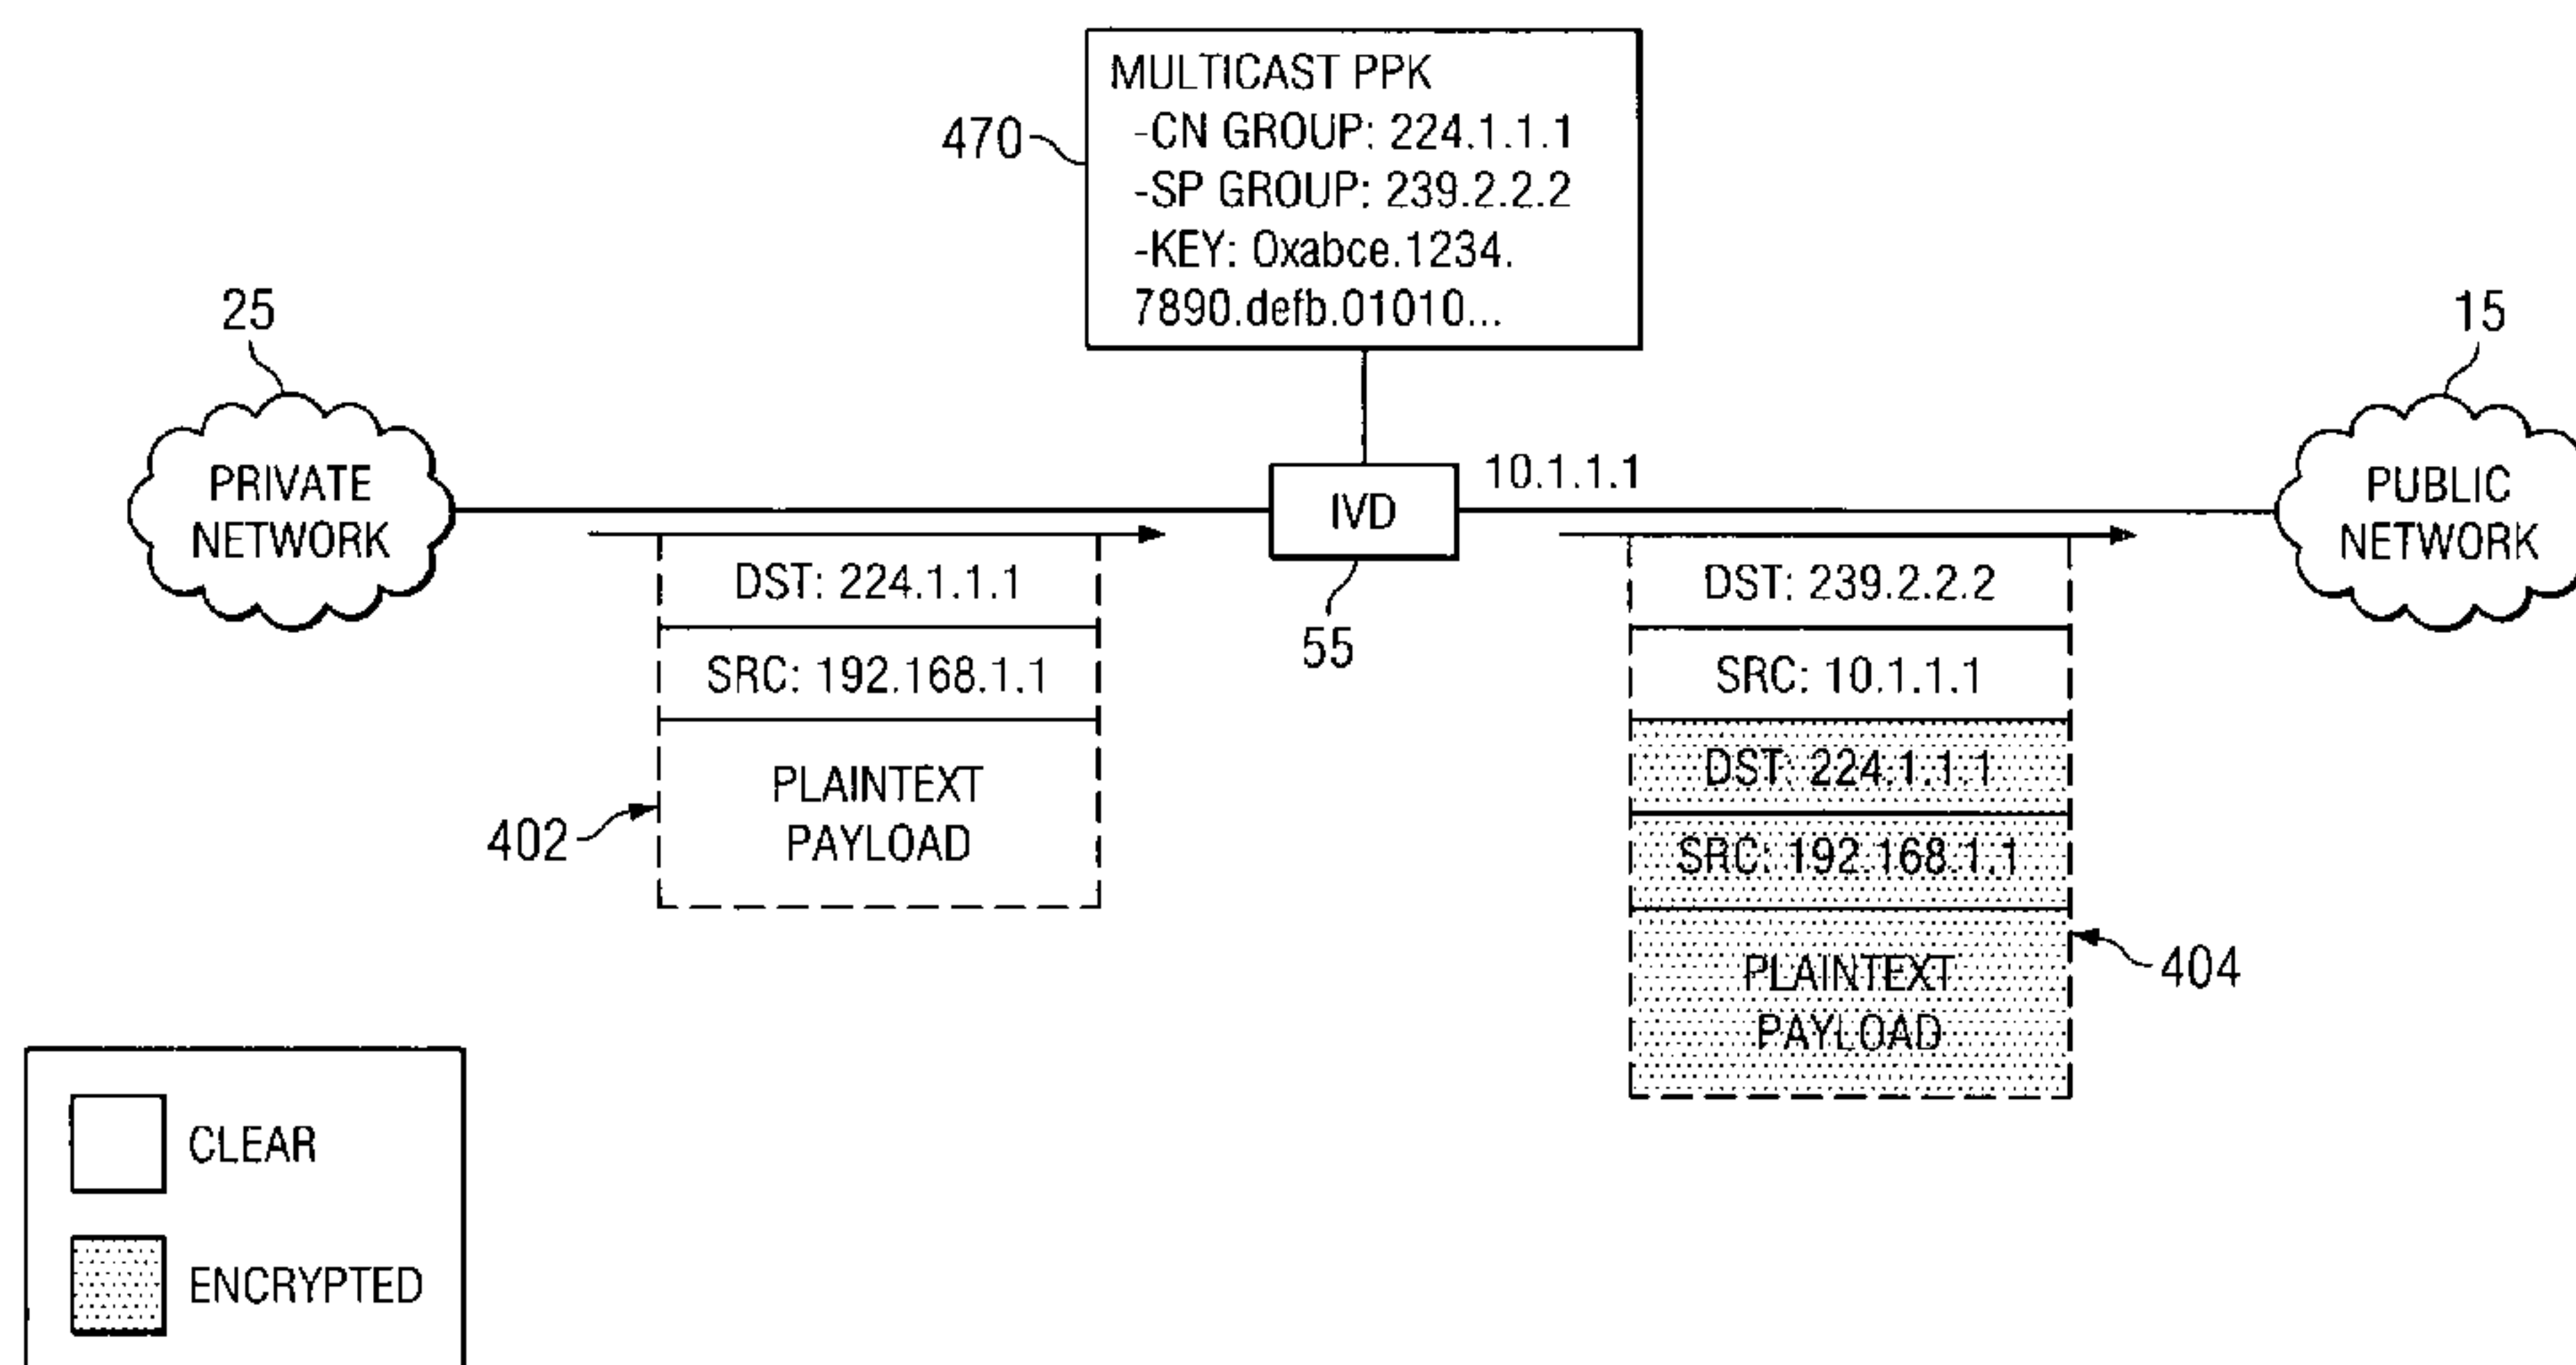 MULTICAST PPK
-CN GROUP: 224.1.1.1
-SP GROUP: 239.2.2.2
-KEY: 0xabce.1234.
7890.defb.01010...
470
25
15
PRIVATE
NETWORK
10.1.1.1
IVD
55
PUBLIC
NETWORK
DST: 224.1.1.1
SRC: 192.168.1.1
PLAINTEXT
PAYLOAD
402
DST: 239.2.2.2
SRC: 10.1.1.1
DST: 224.1.1.1
SRC: 192.168.1.1
PLAINTEXT
PAYLOAD
404
CLEAR
ENCRYPTED